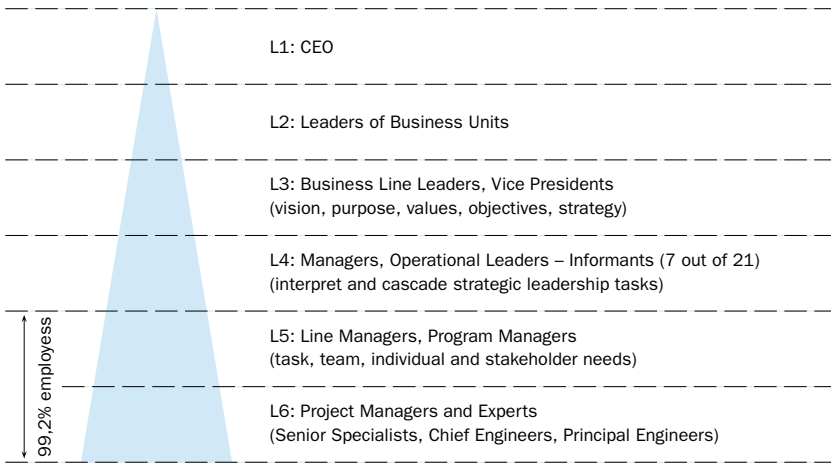 L1: CEO
L2: Leaders of Business Units
L3: Business Line Leaders, Vice Presidents
(vision, purpose, values, objectives, strategy)
L4: Managers, Operational Leaders – Informants (7 out of 21)
(interpret and cascade strategic leadership tasks)
99,2% employess
L5: Line Managers, Program Managers
(task, team, individual and stakeholder needs)
L6: Project Managers and Experts
(Senior Specialists, Chief Engineers, Principal Engineers)